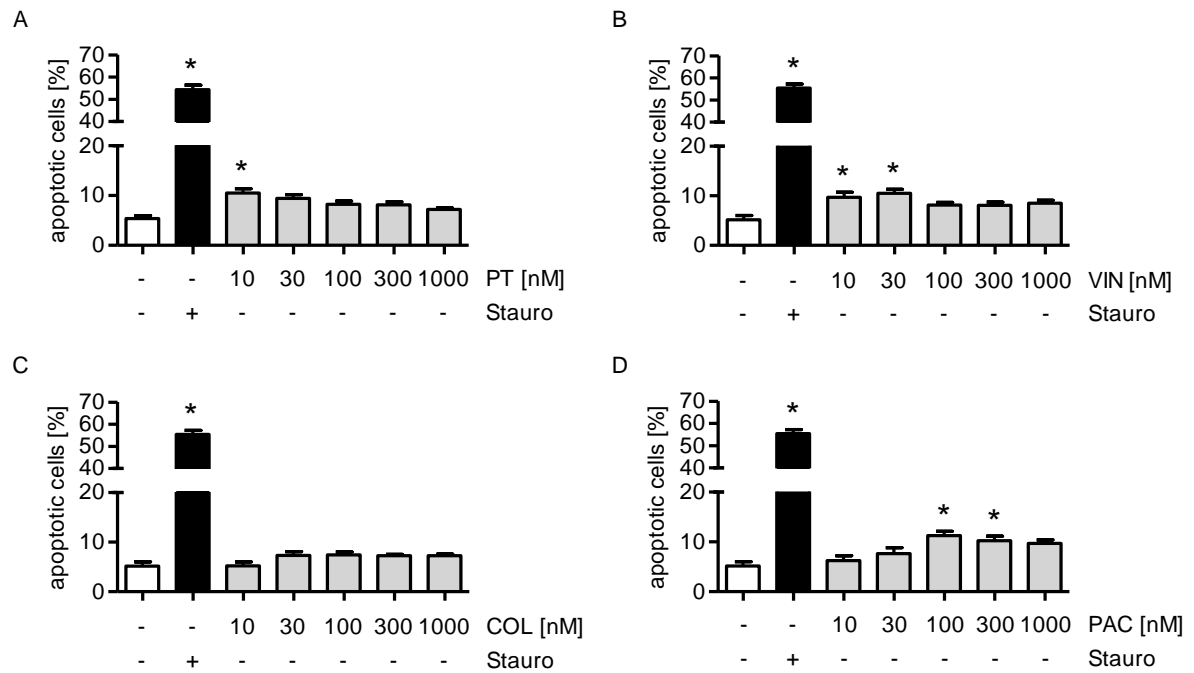 A
apoptotic cells [%]
70
60
50
40
20
10
0
*
*
- - 10 30 100 300 1000 PT [nM]
- + - - - - - Stauro
B
apoptotic cells [%]
70
60
50
40
20
10
0
*
* *
- - 10 30 100 300 1000 VIN [nM]
- + - - - - - Stauro
C
apoptotic cells [%]
70
60
50
40
20
10
0
*
- - 10 30 100 300 1000 COL [nM]
- + - - - - - Stauro
D
apoptotic cells [%]
70
60
50
40
20
10
0
*
* *
- - 10 30 100 300 1000 PAC [nM]
- + - - - - - Stauro